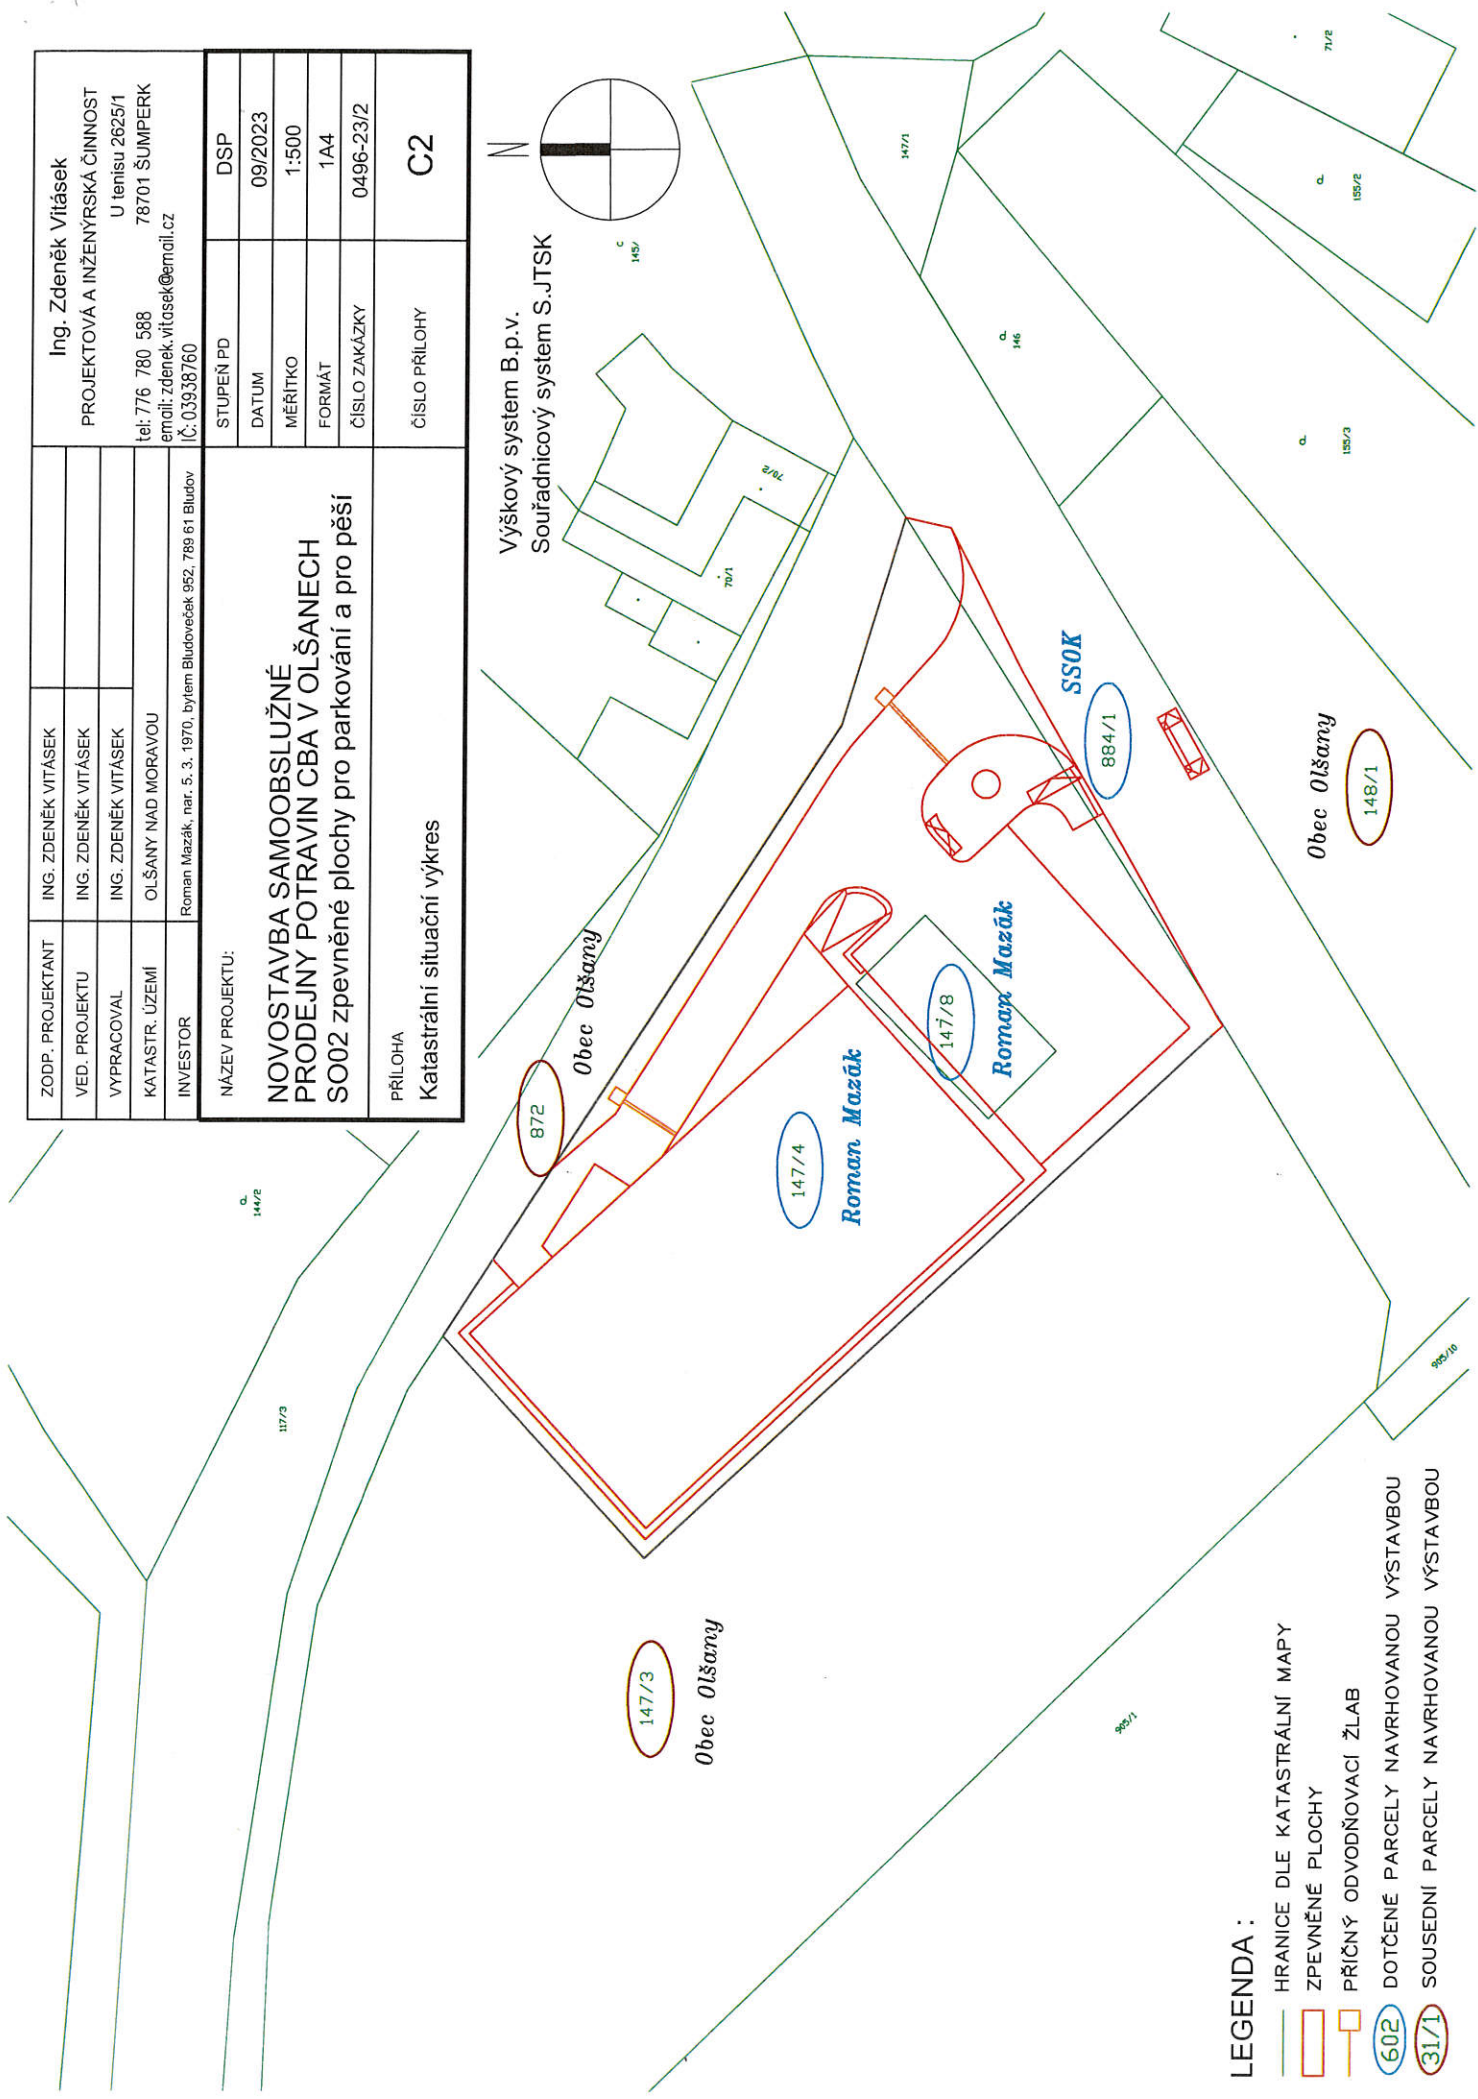 ZODP. PROJEKTANT ING. ZDENĚK VITÁSEK
VED. PROJEKTU ING. ZDENĚK VITÁSEK
VYPRACOVAL ING. ZDENĚK VITÁSEK
KATASTR. ÚZEMÍ OLŠANY NAD MORAVOU
INVESTOR Roman Mazák, nar. 5. 3. 1970, bytem Bludoveček 952, 789 61 Bludov
Ing. Zdeněk Vitásek
PROJEKTOVÁ A INŽENÝRSKÁ ČINNOST
U tenisu 2625/1
tel: 776 780 588 78701 ŠUMPERK
email: zdenek.vitasek@email.cz
IČ: 03938760
NÁZEV PROJEKTU:
NOVOSTAVBA SAMOOBSLUŽNÉ
PRODEJNY POTRAVIN CBA V OLŠANECH
SO02 zpevněné plochy pro parkování a pro pěší
STUPEŇ PD DSP
DATUM 09/2023
MĚŘÍTKO 1:500
FORMÁT 1A4
ČÍSLO ZAKÁZKY 0496-23/2
PŘÍLOHA
Katastrální situační výkres
ČÍSLO PŘÍLOHY C2
Výškový system B.p.v.
Souřadnicový system S.JTSK
N
144/2
117/3
872
Obec Olšany
145/
70/2
70/1
147/1
71/2
155/2
146
155/3
147/3
Obec Olšany
147/4
Roman Mazák
147/8
Roman Mazák
SSOK
884/1
Obec Olšany
148/1
905/10
905/1
LEGENDA :
HRANICE DLE KATASTRÁLNÍ MAPY
ZPEVNĚNÉ PLOCHY
PŘÍČNÝ ODVODŇOVACÍ ŽLAB
602 DOTČENÉ PARCELY NAVRHOVANOU VÝSTAVBOU
31/1 SOUSEDNÍ PARCELY NAVRHOVANOU VÝSTAVBOU